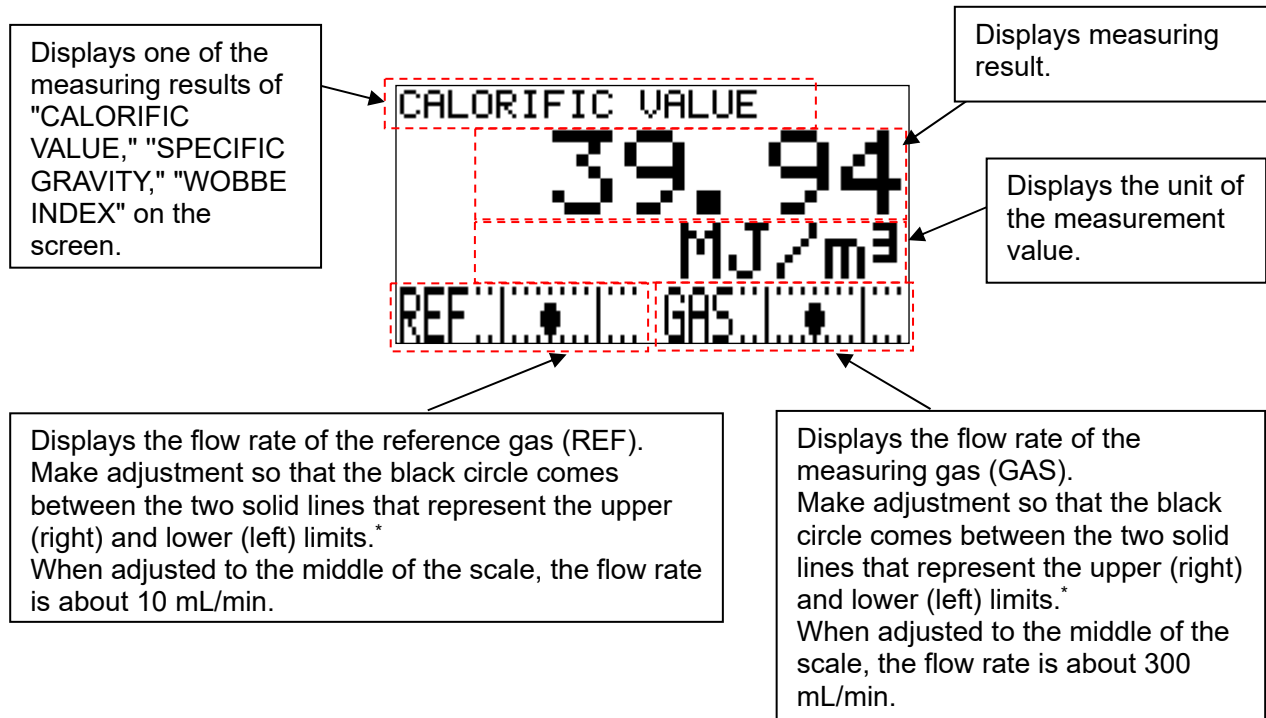 Displays one of the
measuring results of
"CALORIFIC
VALUE," "SPECIFIC
GRAVITY," "WOBBE
INDEX" on the
screen.
Displays measuring
result.
CALORIFIC VALUE
39.94
MJ/m³
REF
GAS
Displays the unit of
the measurement
value.
Displays the flow rate of the reference gas (REF).
Make adjustment so that the black circle comes
between the two solid lines that represent the upper
(right) and lower (left) limits.*
When adjusted to the middle of the scale, the flow rate
is about 10 mL/min.
Displays the flow rate of the
measuring gas (GAS).
Make adjustment so that the black
circle comes between the two solid
lines that represent the upper (right)
and lower (left) limits.*
When adjusted to the middle of the
scale, the flow rate is about 300
mL/min.